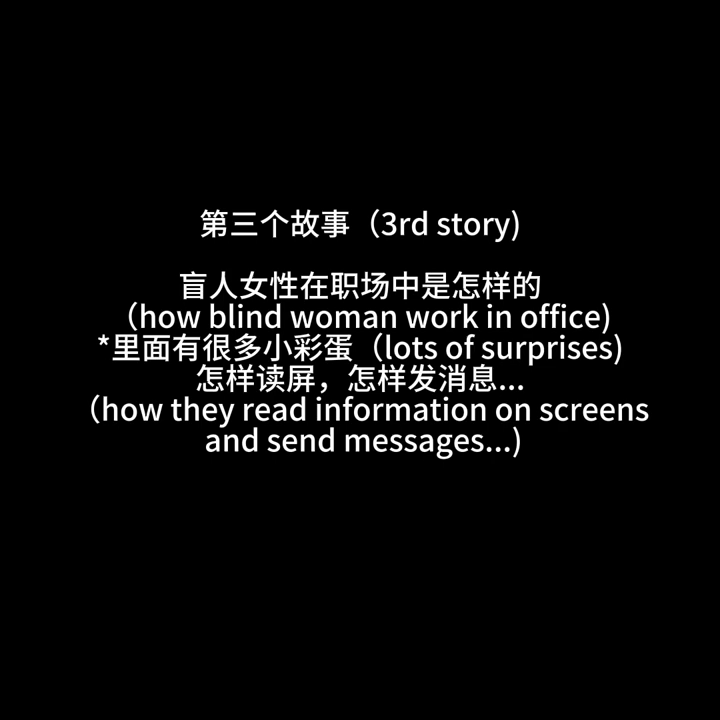 第三个故事（3rd story)
盲人女性在职场中是怎样的
（how blind woman work in office)
*里面有很多小彩蛋（lots of surprises)
怎样读屏，怎样发消息...
（how they read information on screens
and send messages...)